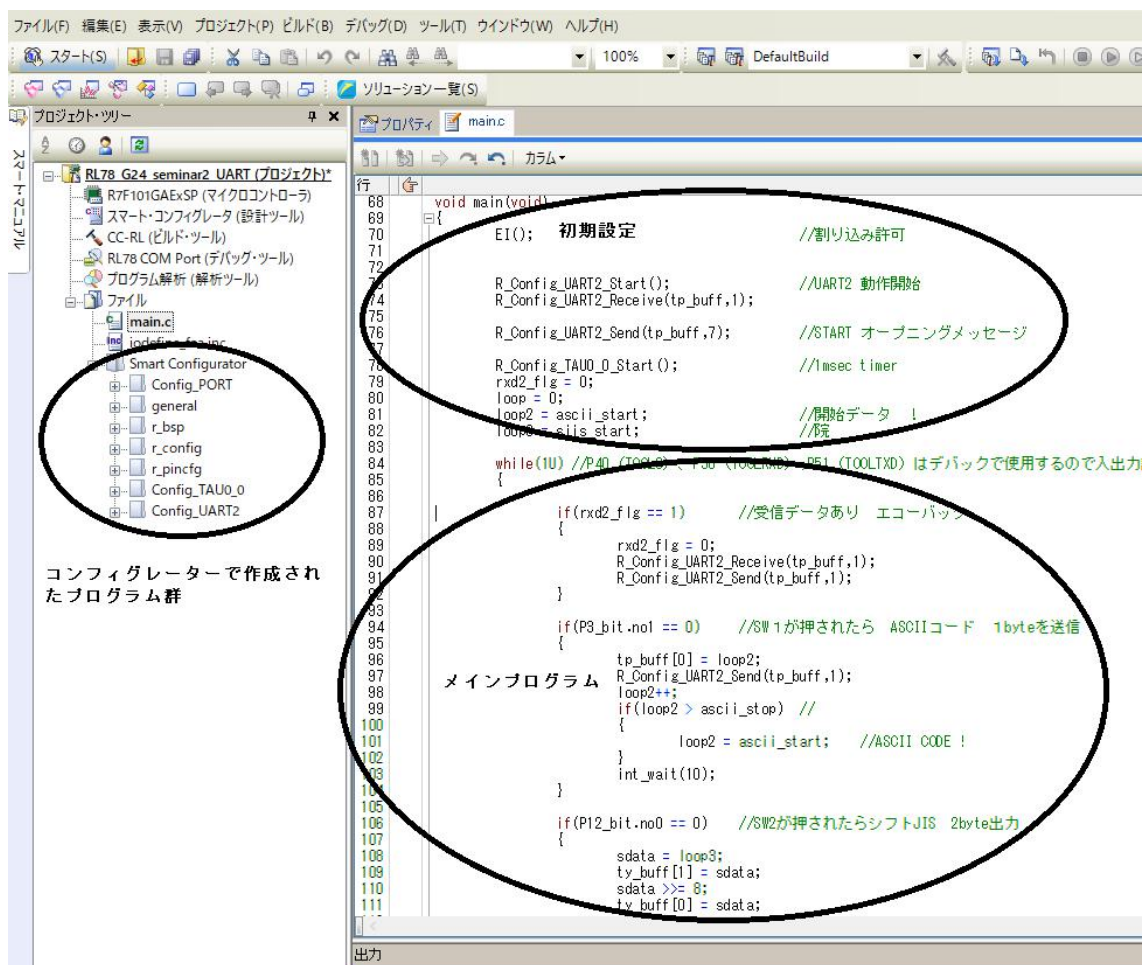 ファイル(F) 編集(E) 表示(V) プロジェクト(P) ビルド(B) デバッグ(D) ツール(T) ウインドウ(W) ヘルプ(H)
スタート(S) 100% DefaultBuild
ソリューション一覧(S)
プロジェクト・ツリー
スマート・マニュアル
RL78_G24_seminar2_UART (プロジェクト)*
R7F101GAExSP (マイクロコントローラ)
スマート・コンフィグレータ (設計ツール)
CC-RL (ビルド・ツール)
RL78 COM Port (デバッグ・ツール)
プログラム解析 (解析ツール)
ファイル
main.c
iodefine_faa.inc
Smart Configurator
Config_PORT
general
r_bsp
r_config
r_pincfg
Config_TAU0_0
Config_UART2
コンフィグレーターで作成され
たプログラム群
プロパティ main.c
カラム
行
68 void main(void)
69 {
70 EI(); 初期設定 //割り込み許可
71
72
73 R_Config_UART2_Start(); //UART2 動作開始
74 R_Config_UART2_Receive(tp_buff,1);
75
76 R_Config_UART2_Send(tp_buff,7); //START オープニングメッセージ
77
78 R_Config_TAU0_0_Start(); //1msec timer
79 rxd2_flg = 0;
80 loop = 0;
81 loop2 = ascii_start; //開始データ !
82 loop3 = sjis_start; //院
83
84 while(1U) //P40 (TOOL0) 、P50 (TOOLRXD) P51 (TOOLTXD) はデバックで使用するので入出力
85 {
86
87 if(rxd2_flg == 1) //受信データあり エコーバック
88 {
89 rxd2_flg = 0;
90 R_Config_UART2_Receive(tp_buff,1);
91 R_Config_UART2_Send(tp_buff,1);
92 }
93
94 if(P3_bit.no1 == 0) //SW1が押されたら ASCIIコード 1byteを送信
95 {
96 tp_buff[0] = loop2;
97 メインプログラム R_Config_UART2_Send(tp_buff,1);
98 loop2++;
99 if(loop2 > ascii_stop) //
100 {
101 loop2 = ascii_start; //ASCII CODE !
102 }
103 int_wait(10);
104 }
105
106 if(P12_bit.no0 == 0) //SW2が押されたらシフトJIS 2byte出力
107 {
108 sdata = loop3;
109 ty_buff[1] = sdata;
110 sdata >>= 8;
111 ty_buff[0] = sdata;
出力